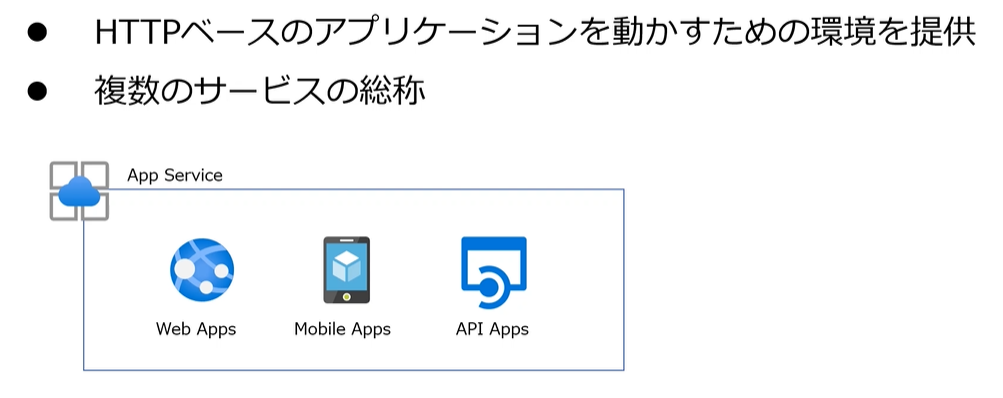 ● HTTPベースのアプリケーションを動かすための環境を提供
● 複数のサービスの総称
App Service
Web Apps
Mobile Apps
API Apps